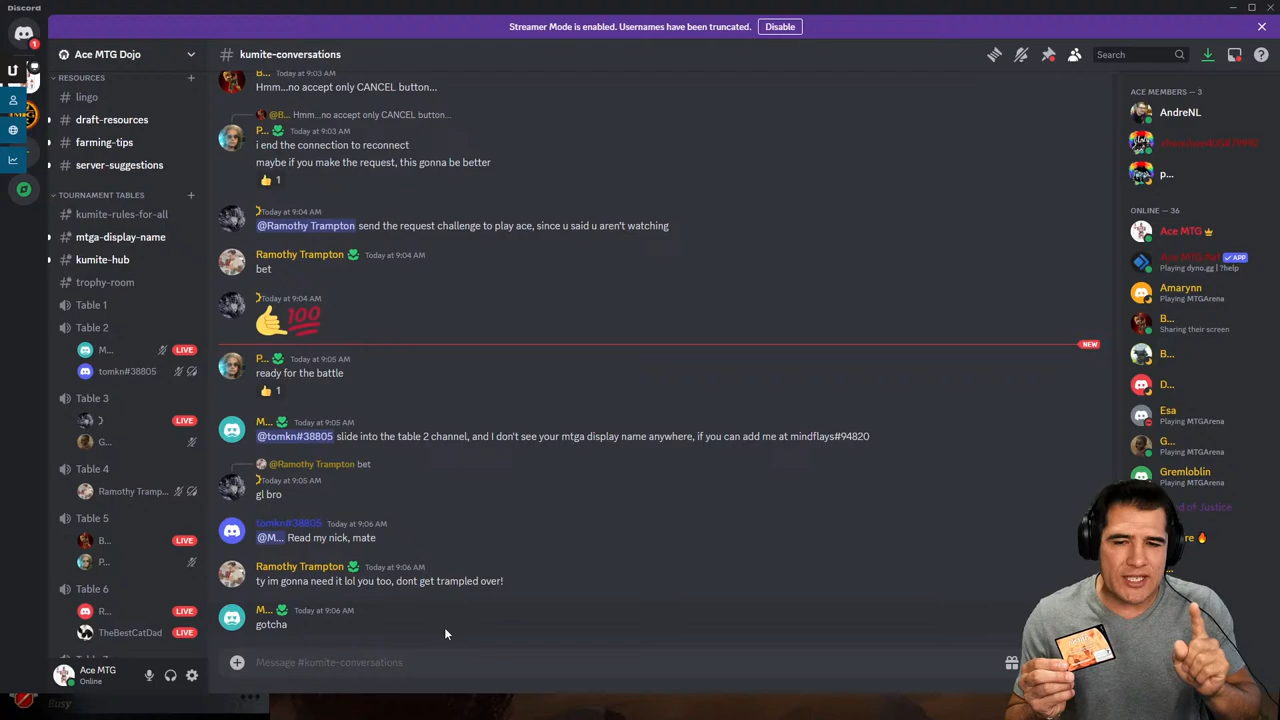 Discord
Streamer Mode is enabled. Usernames have been truncated.
Disable
Ace MTG Dojo
kumite-conversations
Search
1
RESOURCES
lingo
draft-resources
farming-tips
server-suggestions
TOURNAMENT TABLES
kumite-rules-for-all
mtga-display-name
kumite-hub
trophy-room
Table 1
Table 2
M... LIVE
tomkn#38805
Table 3
LIVE
G...
Table 4
Ramothy Tramp...
Table 5
B... LIVE
P...
Table 6
R... LIVE
TheBestCatDad LIVE
Ace MTG
Online
Busy
B... Today at 9:03 AM
Hmm...no accept only CANCEL button...
@B... Hmm...no accept only CANCEL button...
P... Today at 9:03 AM
i end the connection to reconnect
maybe if you make the request, this gonna be better
👍 1
Today at 9:04 AM
@Ramothy Trampton send the request challenge to play ace, since u said u aren't watching
Ramothy Trampton Today at 9:04 AM
bet
Today at 9:04 AM
🤙💯
NEW
P... Today at 9:05 AM
ready for the battle
👍 1
M... Today at 9:05 AM
@tomkn#38805 slide into the table 2 channel, and I don't see your mtga display name anywhere, if you can add me at mindflays#94820
@Ramothy Trampton bet
Today at 9:05 AM
gl bro
tomkn#38805 Today at 9:06 AM
@M... Read my nick, mate
Ramothy Trampton Today at 9:06 AM
ty im gonna need it lol you too, dont get trampled over!
M... Today at 9:06 AM
gotcha
Message #kumite-conversations
ACE MEMBERS — 3
AndreNL
p...
ONLINE — 36
Ace MTG
Ace MTG Net APP
Playing dyno.gg | ?help
Amarynn
Playing MTGArena
B...
Sharing their screen
B...
D...
Esa
Playing MTGArena
G...
Playing MTGArena
Gremloblin
Playing MTGArena
of Justice